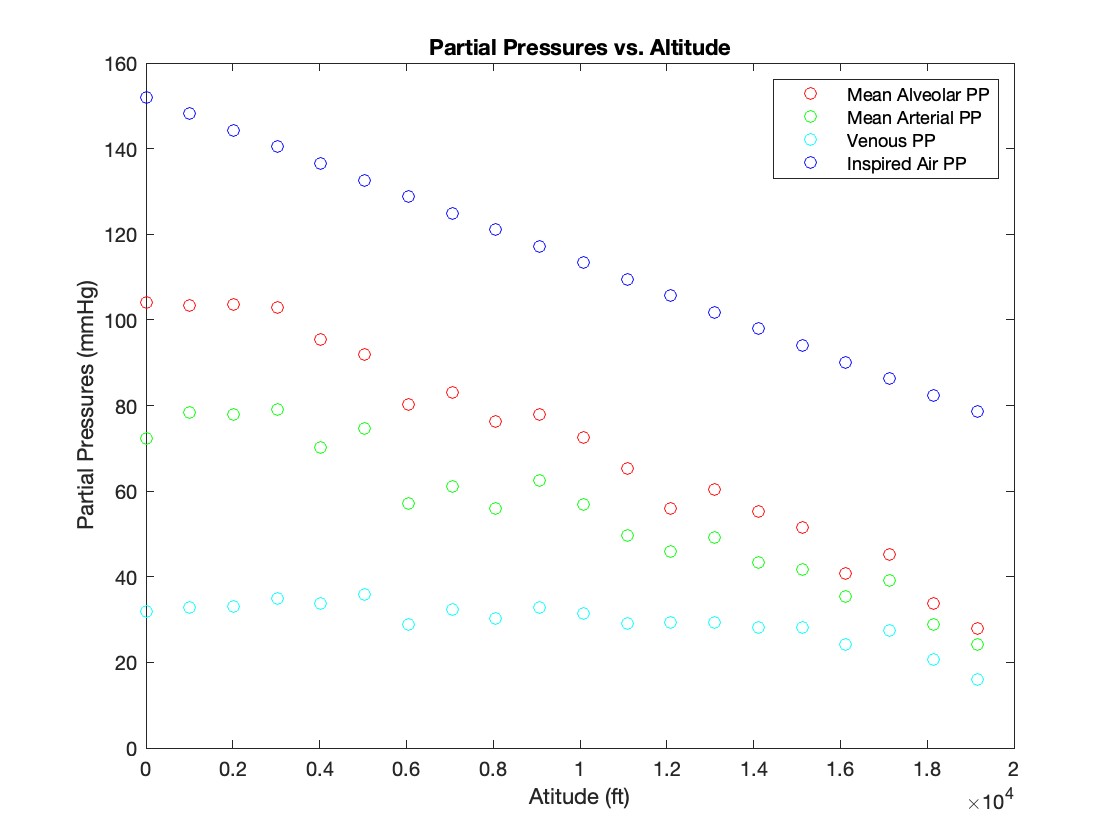 Partial Pressures vs. Altitude
160
140
120
100
80
60
40
20
0
Partial Pressures (mmHg)
Mean Alveolar PP
Mean Arterial PP
Venous PP
Inspired Air PP
0 0.2 0.4 0.6 0.8 1 1.2 1.4 1.6 1.8 2
Atitude (ft)
×10⁴